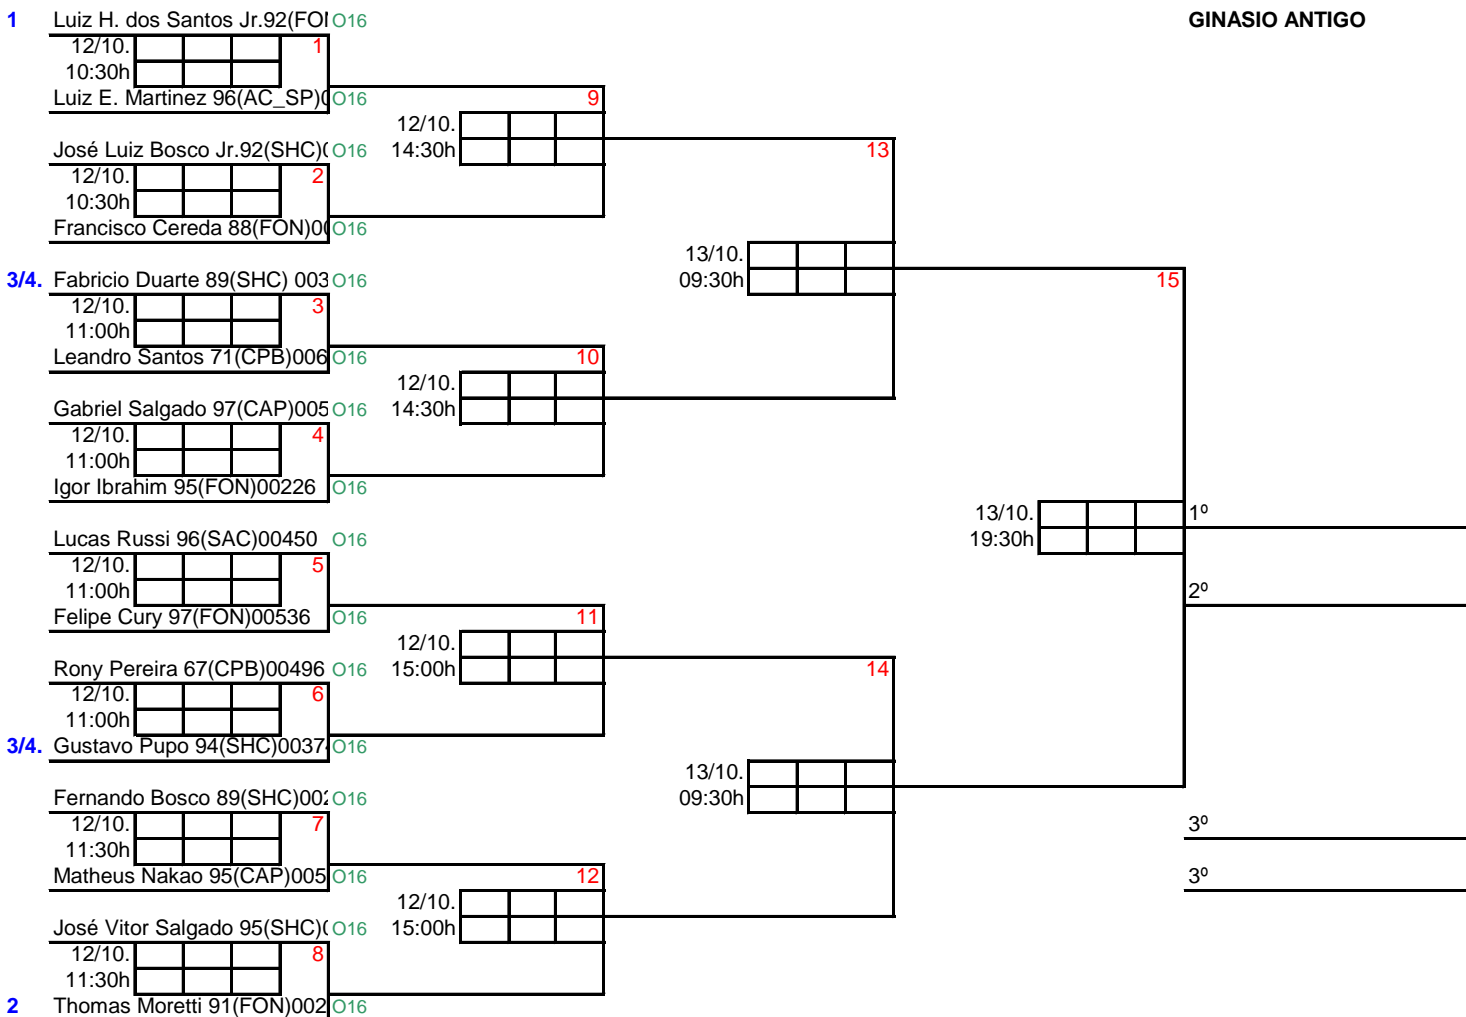 1 Luiz H. dos Santos Jr.92(FO O16 GINASIO ANTIGO
12/10. 1
10:30h
Luiz E. Martinez 96(AC_SP) O16 9
12/10.
José Luiz Bosco Jr.92(SHC) O16 14:30h 13
12/10. 2
10:30h
Francisco Cereda 88(FON)0 O16
13/10.
3/4. Fabricio Duarte 89(SHC) 003 O16 09:30h 15
12/10. 3
11:00h
Leandro Santos 71(CPB)006 O16 10
12/10.
Gabriel Salgado 97(CAP)005 O16 14:30h
12/10. 4
11:00h
Igor Ibrahim 95(FON)00226 O16
13/10. 1º
Lucas Russi 96(SAC)00450 O16 19:30h
12/10. 5
11:00h 2º
Felipe Cury 97(FON)00536 O16 11
12/10.
Rony Pereira 67(CPB)00496 O16 15:00h 14
12/10. 6
11:00h
3/4. Gustavo Pupo 94(SHC)0037 O16
13/10.
Fernando Bosco 89(SHC)00 O16 09:30h
12/10. 7 3º
11:30h
Matheus Nakao 95(CAP)005 O16 12 3º
12/10.
José Vitor Salgado 95(SHC) O16 15:00h
12/10. 8
11:30h
2 Thomas Moretti 91(FON)002 O16